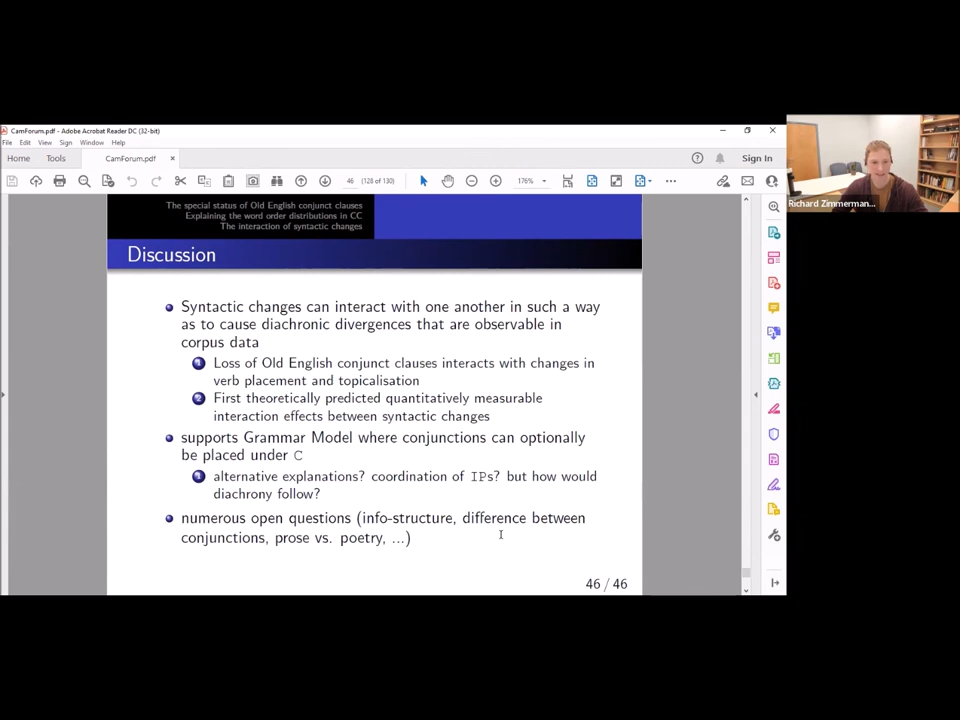 CamForum.pdf - Adobe Acrobat Reader DC (32-bit)
File Edit View Sign Window Help
Home Tools CamForum.pdf × Sign In
46 (128 of 130) 176%
The special status of Old English conjunct clauses
Explaining the word order distributions in CC
The interaction of syntactic changes
Discussion
Syntactic changes can interact with one another in such a way
as to cause diachronic divergences that are observable in
corpus data
1 Loss of Old English conjunct clauses interacts with changes in
verb placement and topicalisation
2 First theoretically predicted quantitatively measurable
interaction effects between syntactic changes
supports Grammar Model where conjunctions can optionally
be placed under C
1 alternative explanations? coordination of IPs? but how would
diachrony follow?
numerous open questions (info-structure, difference between
conjunctions, prose vs. poetry, ...)
46 / 46
Richard Zimmerman...